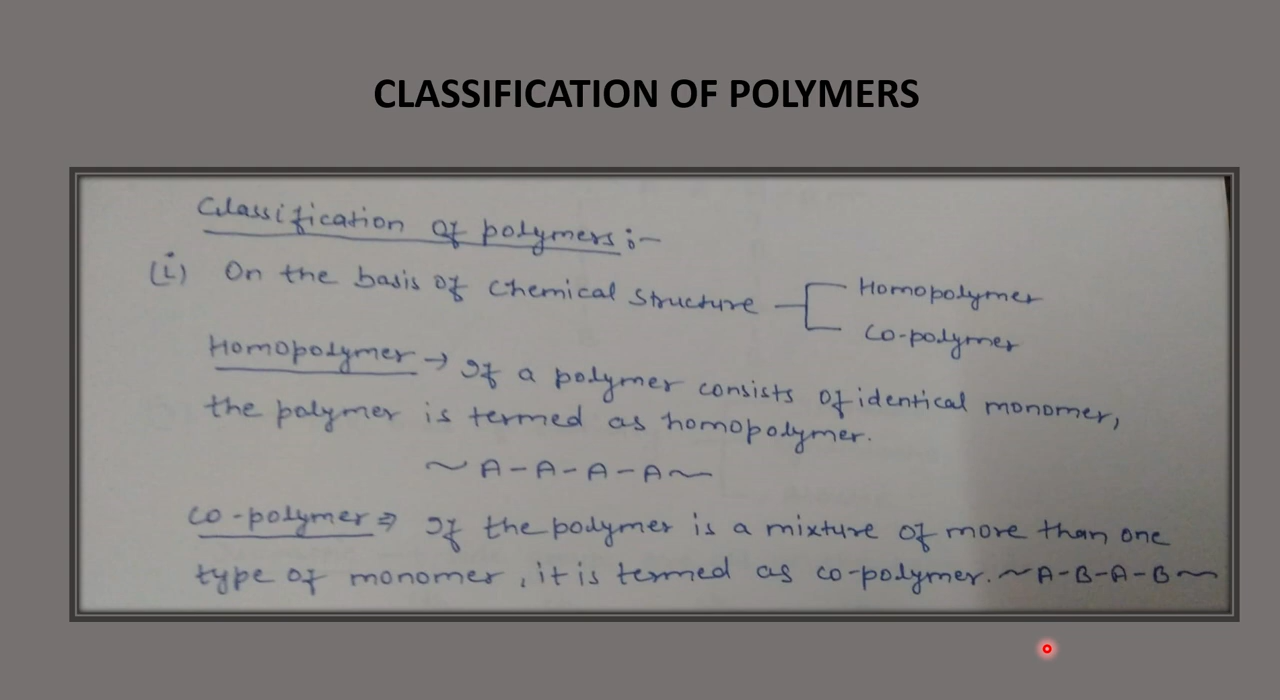 CLASSIFICATION OF POLYMERS
Classification of polymers :-
(i) On the basis of chemical structure
Homopolymer
Co-polymer
Homopolymer → If a polymer consists of identical monomer,
the polymer is termed as homopolymer.
~ A-A-A-A ~
Co-polymer ⇒ If the polymer is a mixture of more than one
type of monomer, it is termed as co-polymer. ~A-B-A-B~